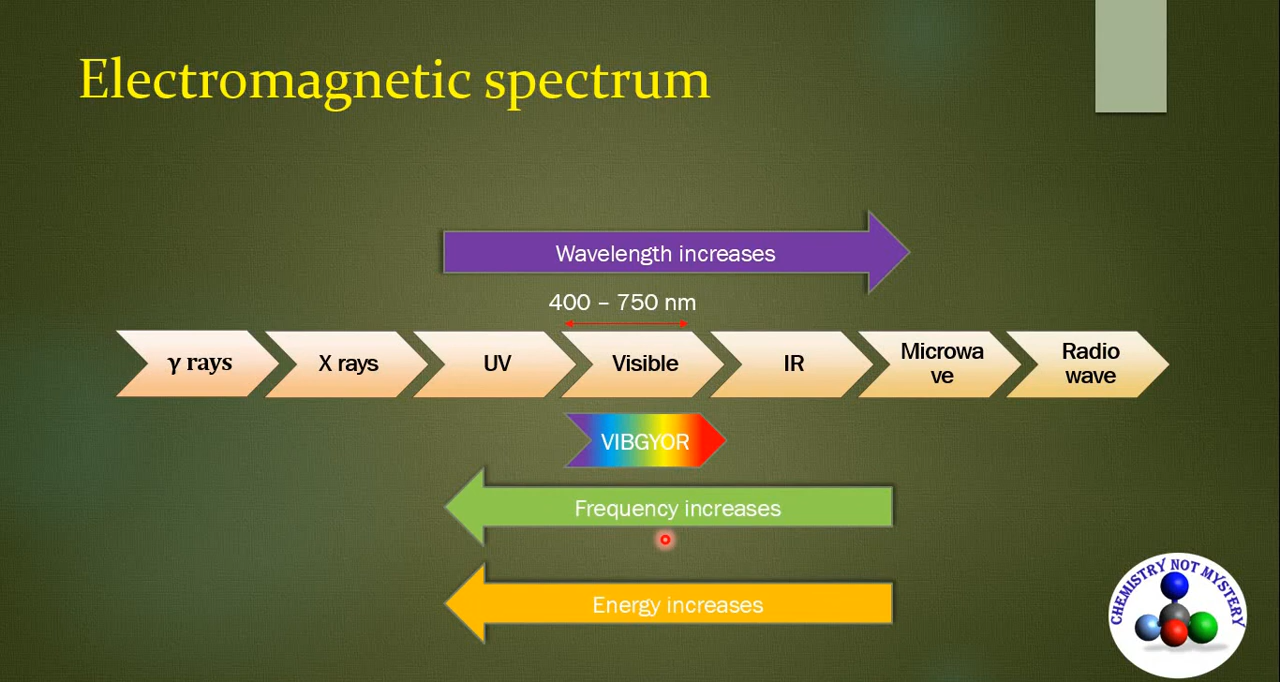 Electromagnetic spectrum
Wavelength increases
400 – 750 nm
γ rays
X rays
UV
Visible
IR
Microwa
ve
Radio
wave
VIBGYOR
Frequency increases
Energy increases
CHEMISTRY NOT MYSTERY